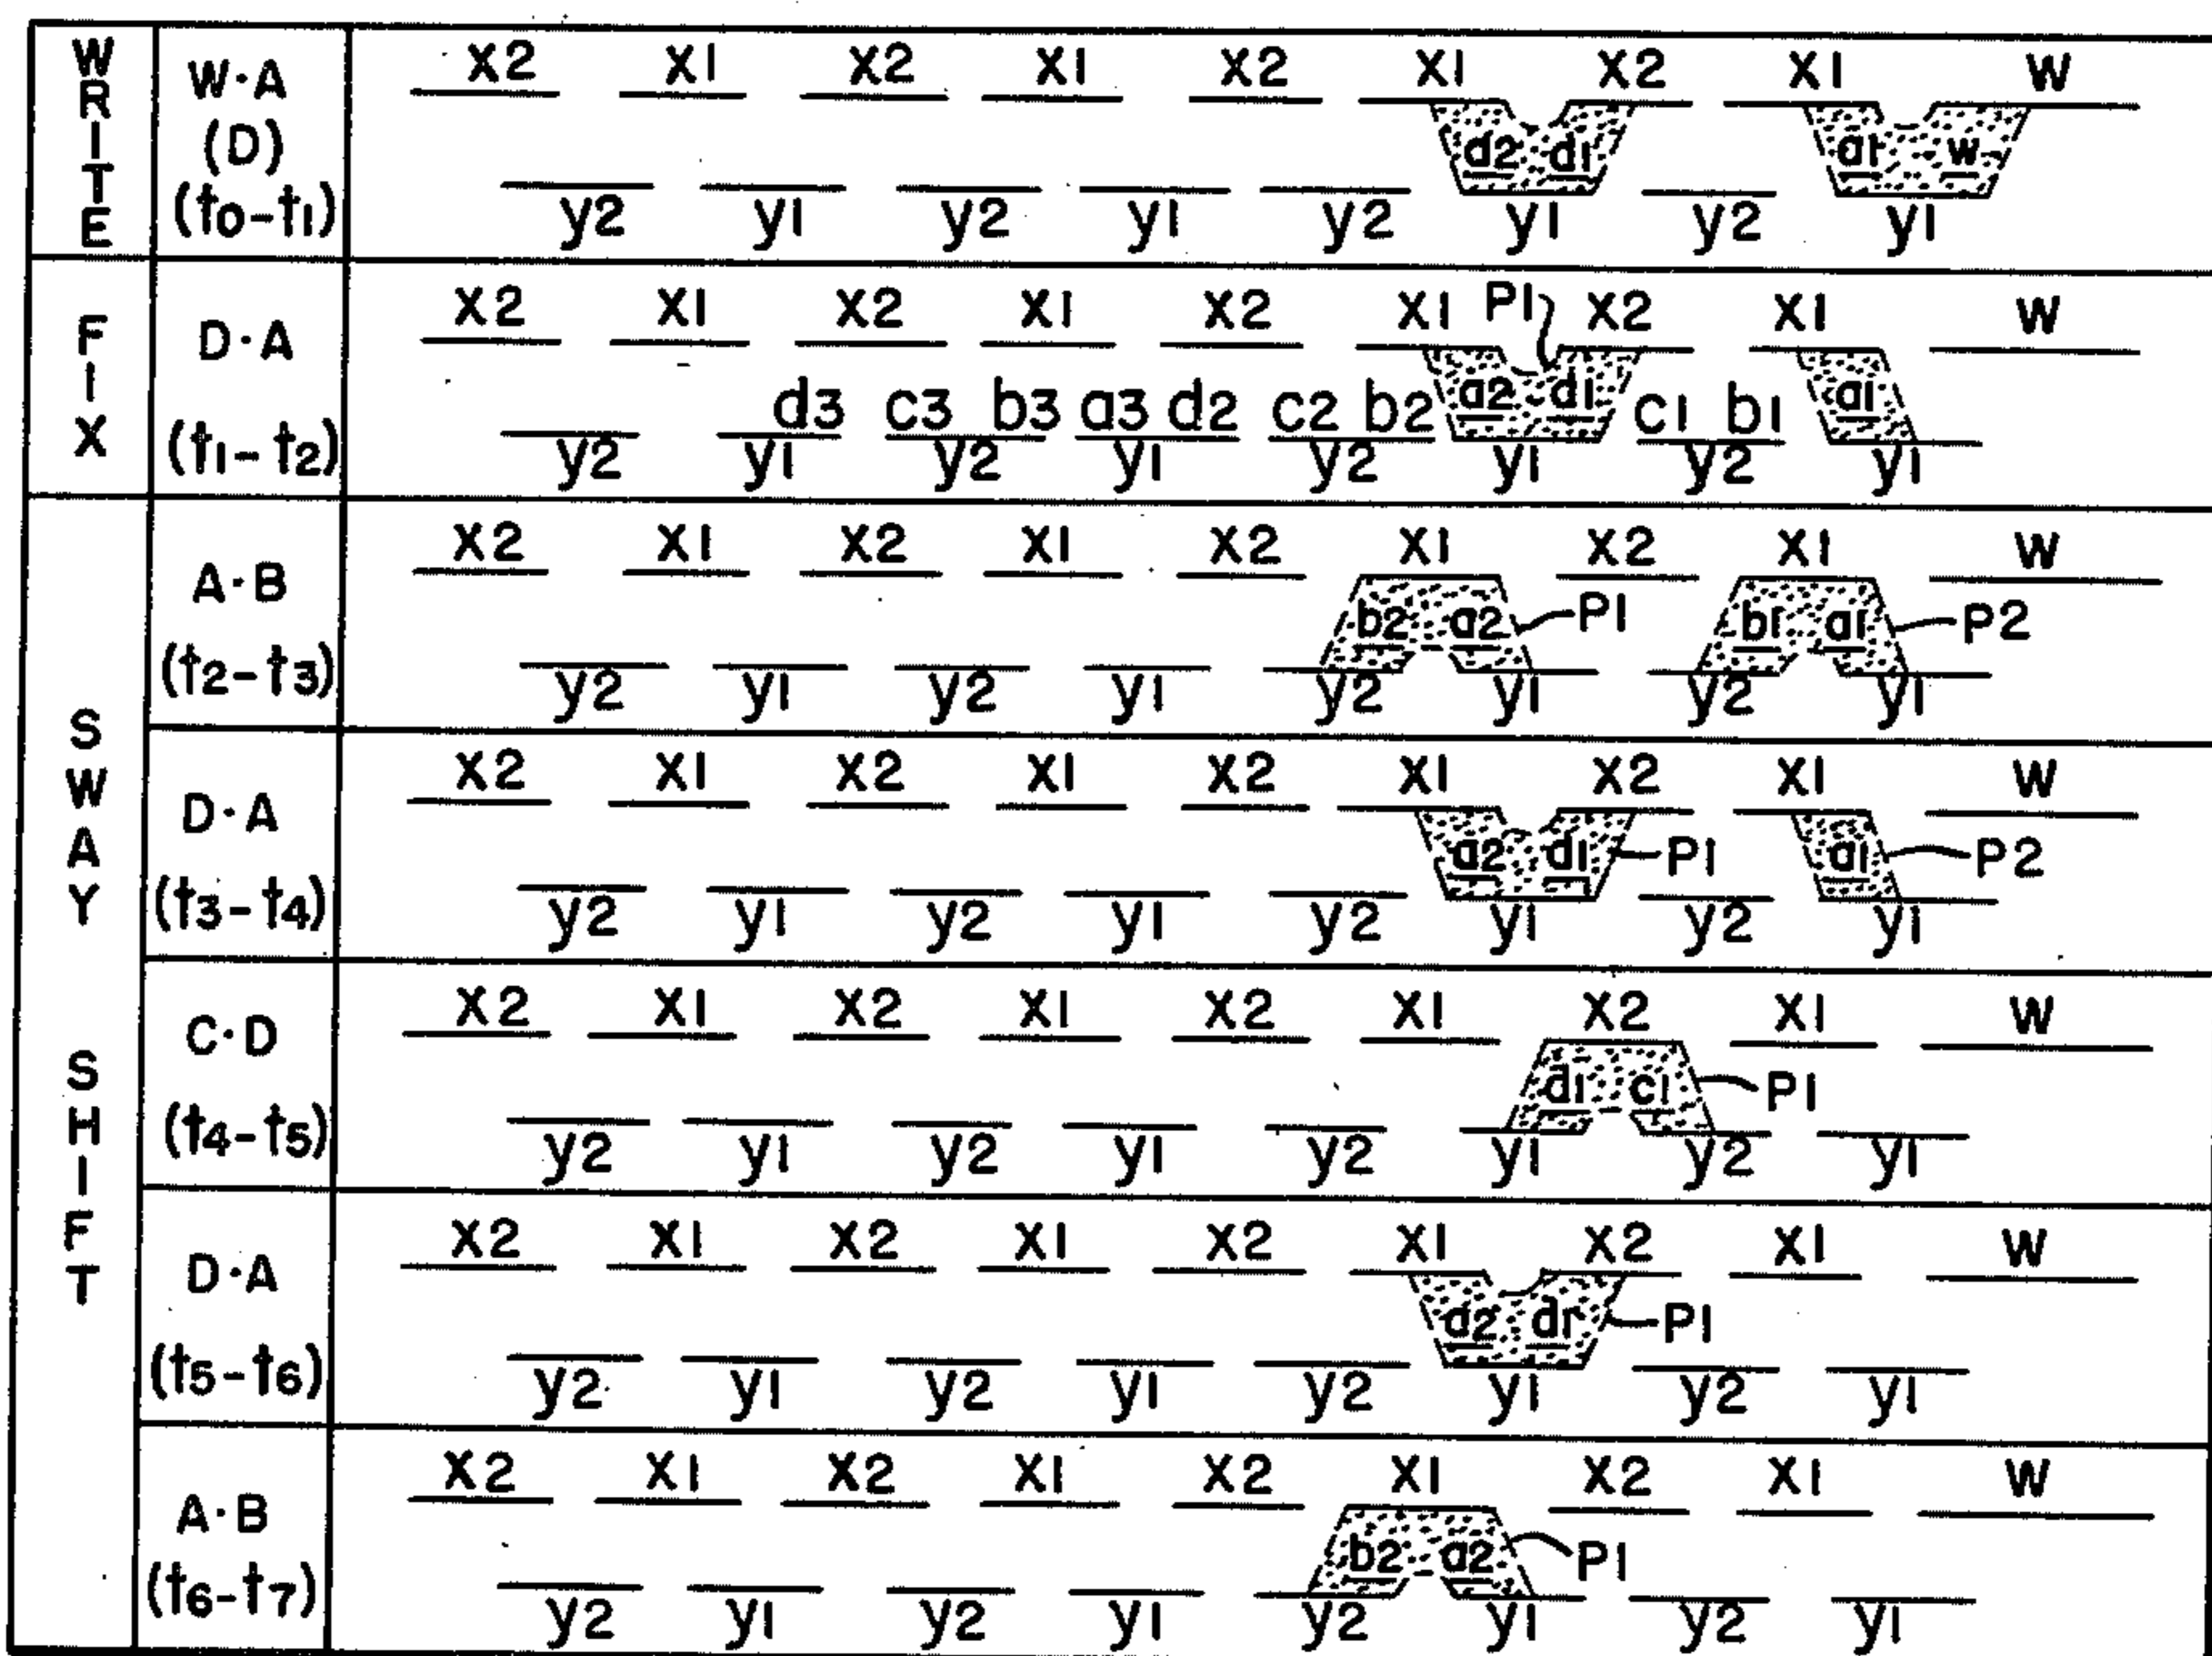 WRITE
W·A
(D)
(t0-t1)
X2 X1 X2 X1 X2 X1 X2 X1 W
d2 d1 a1 w
y2 y1 y2 y1 y2 y1 y2 y1
FIX
D·A
(t1-t2)
X2 X1 X2 X1 X2 X1 P1 X2 X1 W
d3 c3 b3 a3 d2 c2 b2 a2 d1 c1 b1 a1
y2 y1 y2 y1 y2 y1 y2 y1
SWAY SHIFT
A·B
(t2-t3)
X2 X1 X2 X1 X2 X1 X2 X1 W
b2 a2 P1 b1 a1 P2
y2 y1 y2 y1 y2 y1 y2 y1
D·A
(t3-t4)
X2 X1 X2 X1 X2 X1 X2 X1 W
a2 d1 P1 a1 P2
y2 y1 y2 y1 y2 y1 y2 y1
C·D
(t4-t5)
X2 X1 X2 X1 X2 X1 X2 X1 W
d1 c1 P1
y2 y1 y2 y1 y2 y1 y2 y1
D·A
(t5-t6)
X2 X1 X2 X1 X2 X1 X2 X1 W
d2 d1 P1
y2 y1 y2 y1 y2 y1 y2 y1
A·B
(t6-t7)
X2 X1 X2 X1 X2 X1 X2 X1 W
b2 a2 P1
y2 y1 y2 y1 y2 y1 y2 y1